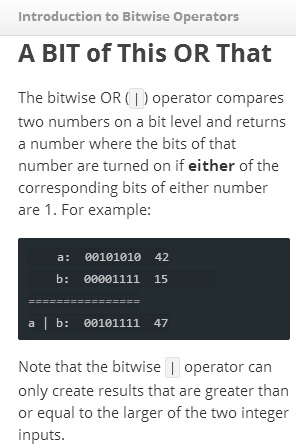 Introduction to Bitwise Operators
A BIT of This OR That
The bitwise OR (|) operator compares
two numbers on a bit level and returns
a number where the bits of that
number are turned on if either of the
corresponding bits of either number
are 1. For example:
a: 00101010 42
b: 00001111 15
================
a | b: 00101111 47
Note that the bitwise | operator can
only create results that are greater than
or equal to the larger of the two integer
inputs.